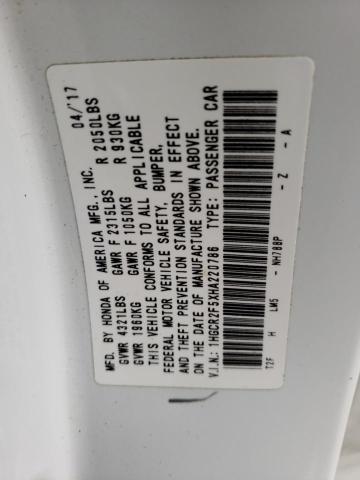 MFD. BY HONDA OF AMERICA MFG., INC. 04/'17
GVWR 4321LBS GAWR F 2315LBS R 2050LBS
GVWR 1960KG GAWR F 1050KG R 930KG
THIS VEHICLE CONFORMS TO ALL APPLICABLE
FEDERAL MOTOR VEHICLE SAFETY, BUMPER,
AND THEFT PREVENTION STANDARDS IN EFFECT
ON THE DATE OF MANUFACTURE SHOWN ABOVE.
V.I.N.: 1HGCR2F5XHA220786 TYPE: PASSENGER CAR
T2F H LM5 - NH788P - Z - A